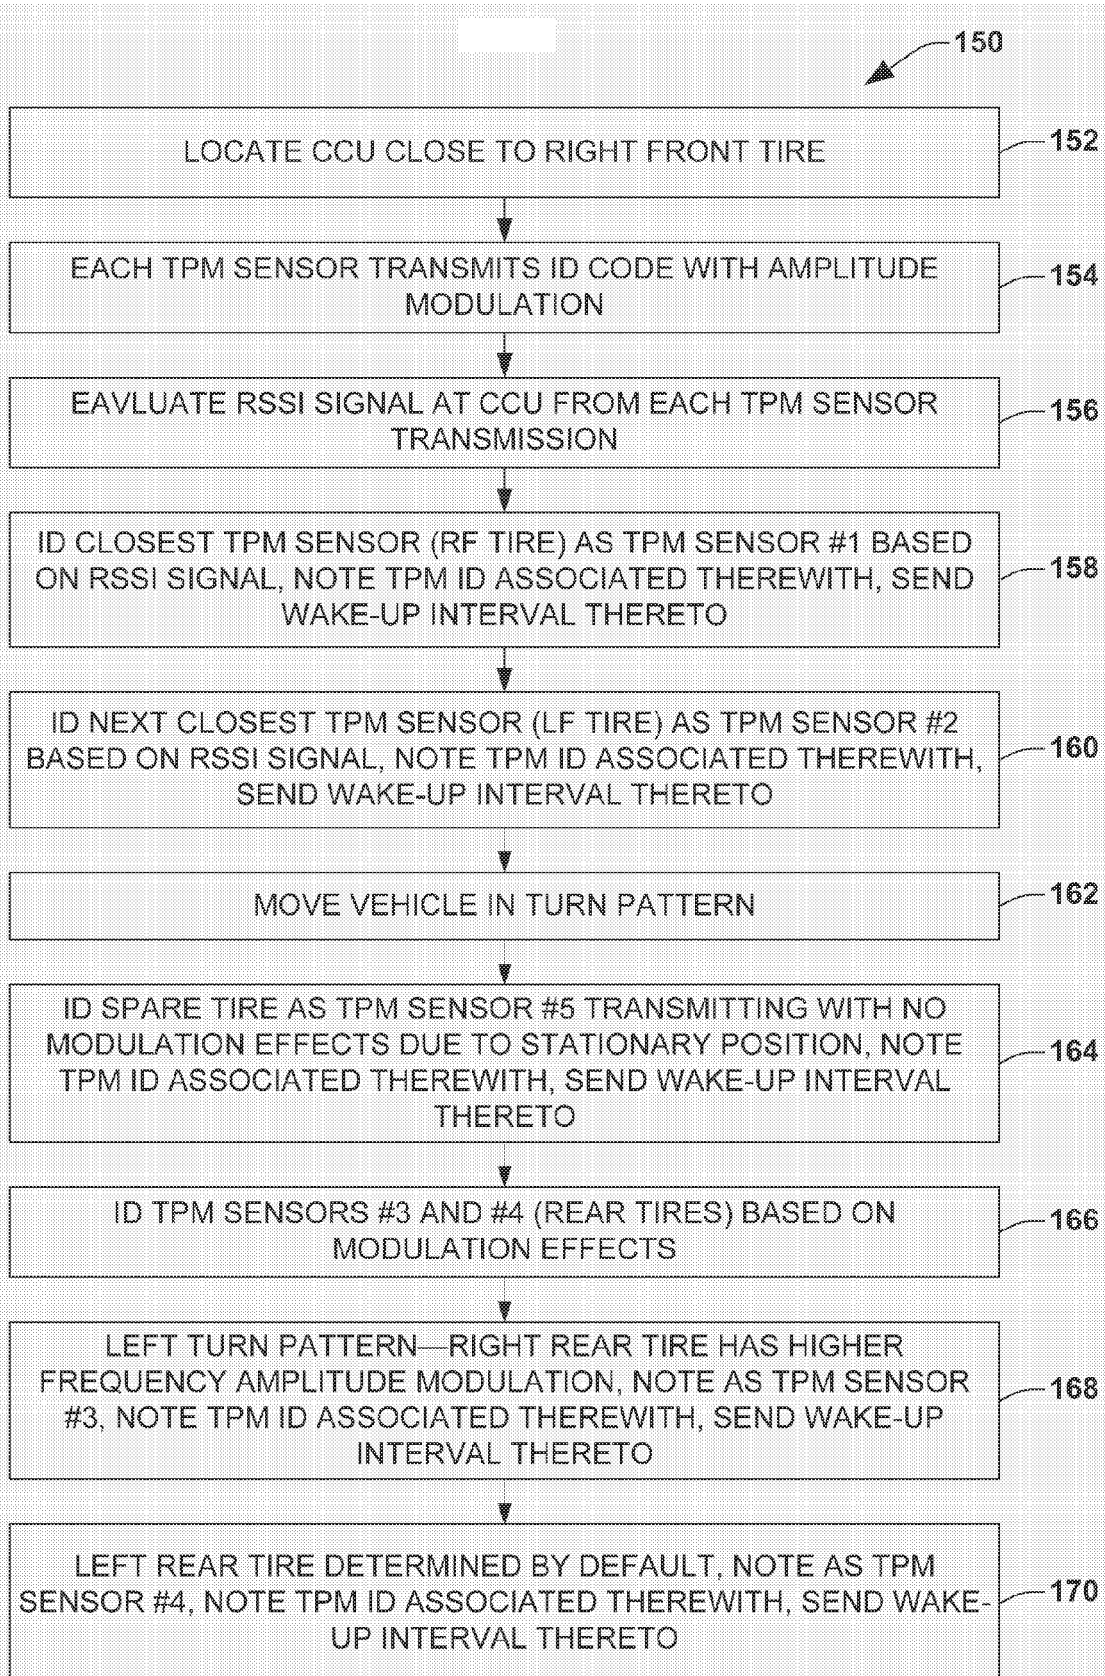 150
LOCATE CCU CLOSE TO RIGHT FRONT TIRE
152
EACH TPM SENSOR TRANSMITS ID CODE WITH AMPLITUDE
MODULATION
154
EAVLUATE RSSI SIGNAL AT CCU FROM EACH TPM SENSOR
TRANSMISSION
156
ID CLOSEST TPM SENSOR (RF TIRE) AS TPM SENSOR #1 BASED
ON RSSI SIGNAL, NOTE TPM ID ASSOCIATED THEREWITH, SEND
WAKE-UP INTERVAL THERETO
158
ID NEXT CLOSEST TPM SENSOR (LF TIRE) AS TPM SENSOR #2
BASED ON RSSI SIGNAL, NOTE TPM ID ASSOCIATED THEREWITH,
SEND WAKE-UP INTERVAL THERETO
160
MOVE VEHICLE IN TURN PATTERN
162
ID SPARE TIRE AS TPM SENSOR #5 TRANSMITTING WITH NO
MODULATION EFFECTS DUE TO STATIONARY POSITION, NOTE
TPM ID ASSOCIATED THEREWITH, SEND WAKE-UP INTERVAL
THERETO
164
ID TPM SENSORS #3 AND #4 (REAR TIRES) BASED ON
MODULATION EFFECTS
166
LEFT TURN PATTERN—RIGHT REAR TIRE HAS HIGHER
FREQUENCY AMPLITUDE MODULATION, NOTE AS TPM SENSOR
#3, NOTE TPM ID ASSOCIATED THEREWITH, SEND WAKE-UP
INTERVAL THERETO
168
LEFT REAR TIRE DETERMINED BY DEFAULT, NOTE AS TPM
SENSOR #4, NOTE TPM ID ASSOCIATED THEREWITH, SEND WAKE-
UP INTERVAL THERETO
170